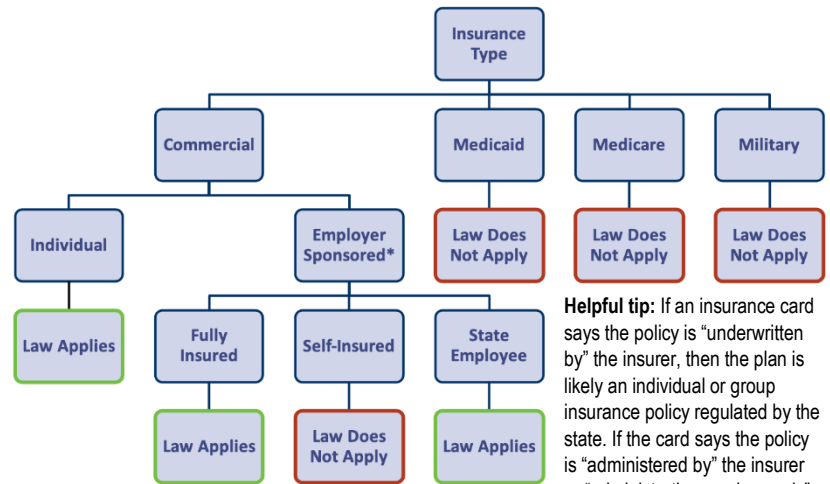 Insurance
Type
Commercial
Medicaid
Medicare
Military
Individual
Employer
Sponsored*
Law Does
Not Apply
Law Does
Not Apply
Law Does
Not Apply
Law Applies
Fully
Insured
Self-Insured
State
Employee
Law Applies
Law Does
Not Apply
Law Applies
Helpful tip: If an insurance card
says the policy is “underwritten
by” the insurer, then the plan is
likely an individual or group
insurance policy regulated by the
state. If the card says the policy
is “administered by” the insurer